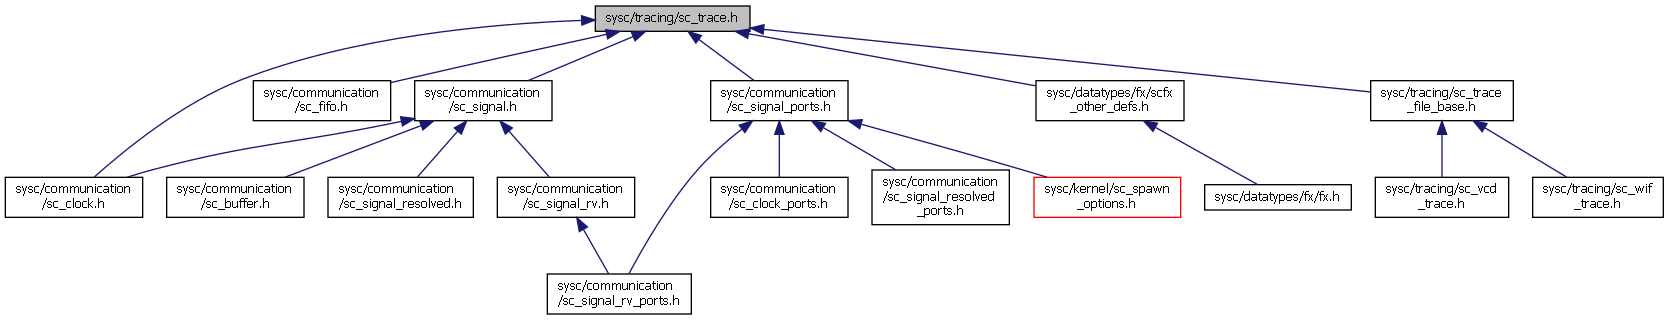 sysc/tracing/sc_trace.h
sysc/communication
/sc_fifo.h
sysc/communication
/sc_signal.h
sysc/communication
/sc_signal_ports.h
sysc/datatypes/fx/scfx
_other_defs.h
sysc/tracing/sc_trace
_file_base.h
sysc/communication
/sc_clock.h
sysc/communication
/sc_buffer.h
sysc/communication
/sc_signal_resolved.h
sysc/communication
/sc_signal_rv.h
sysc/communication
/sc_clock_ports.h
sysc/communication
/sc_signal_resolved
_ports.h
sysc/kernel/sc_spawn
_options.h
sysc/datatypes/fx/fx.h
sysc/tracing/sc_vcd
_trace.h
sysc/tracing/sc_wif
_trace.h
sysc/communication
/sc_signal_rv_ports.h